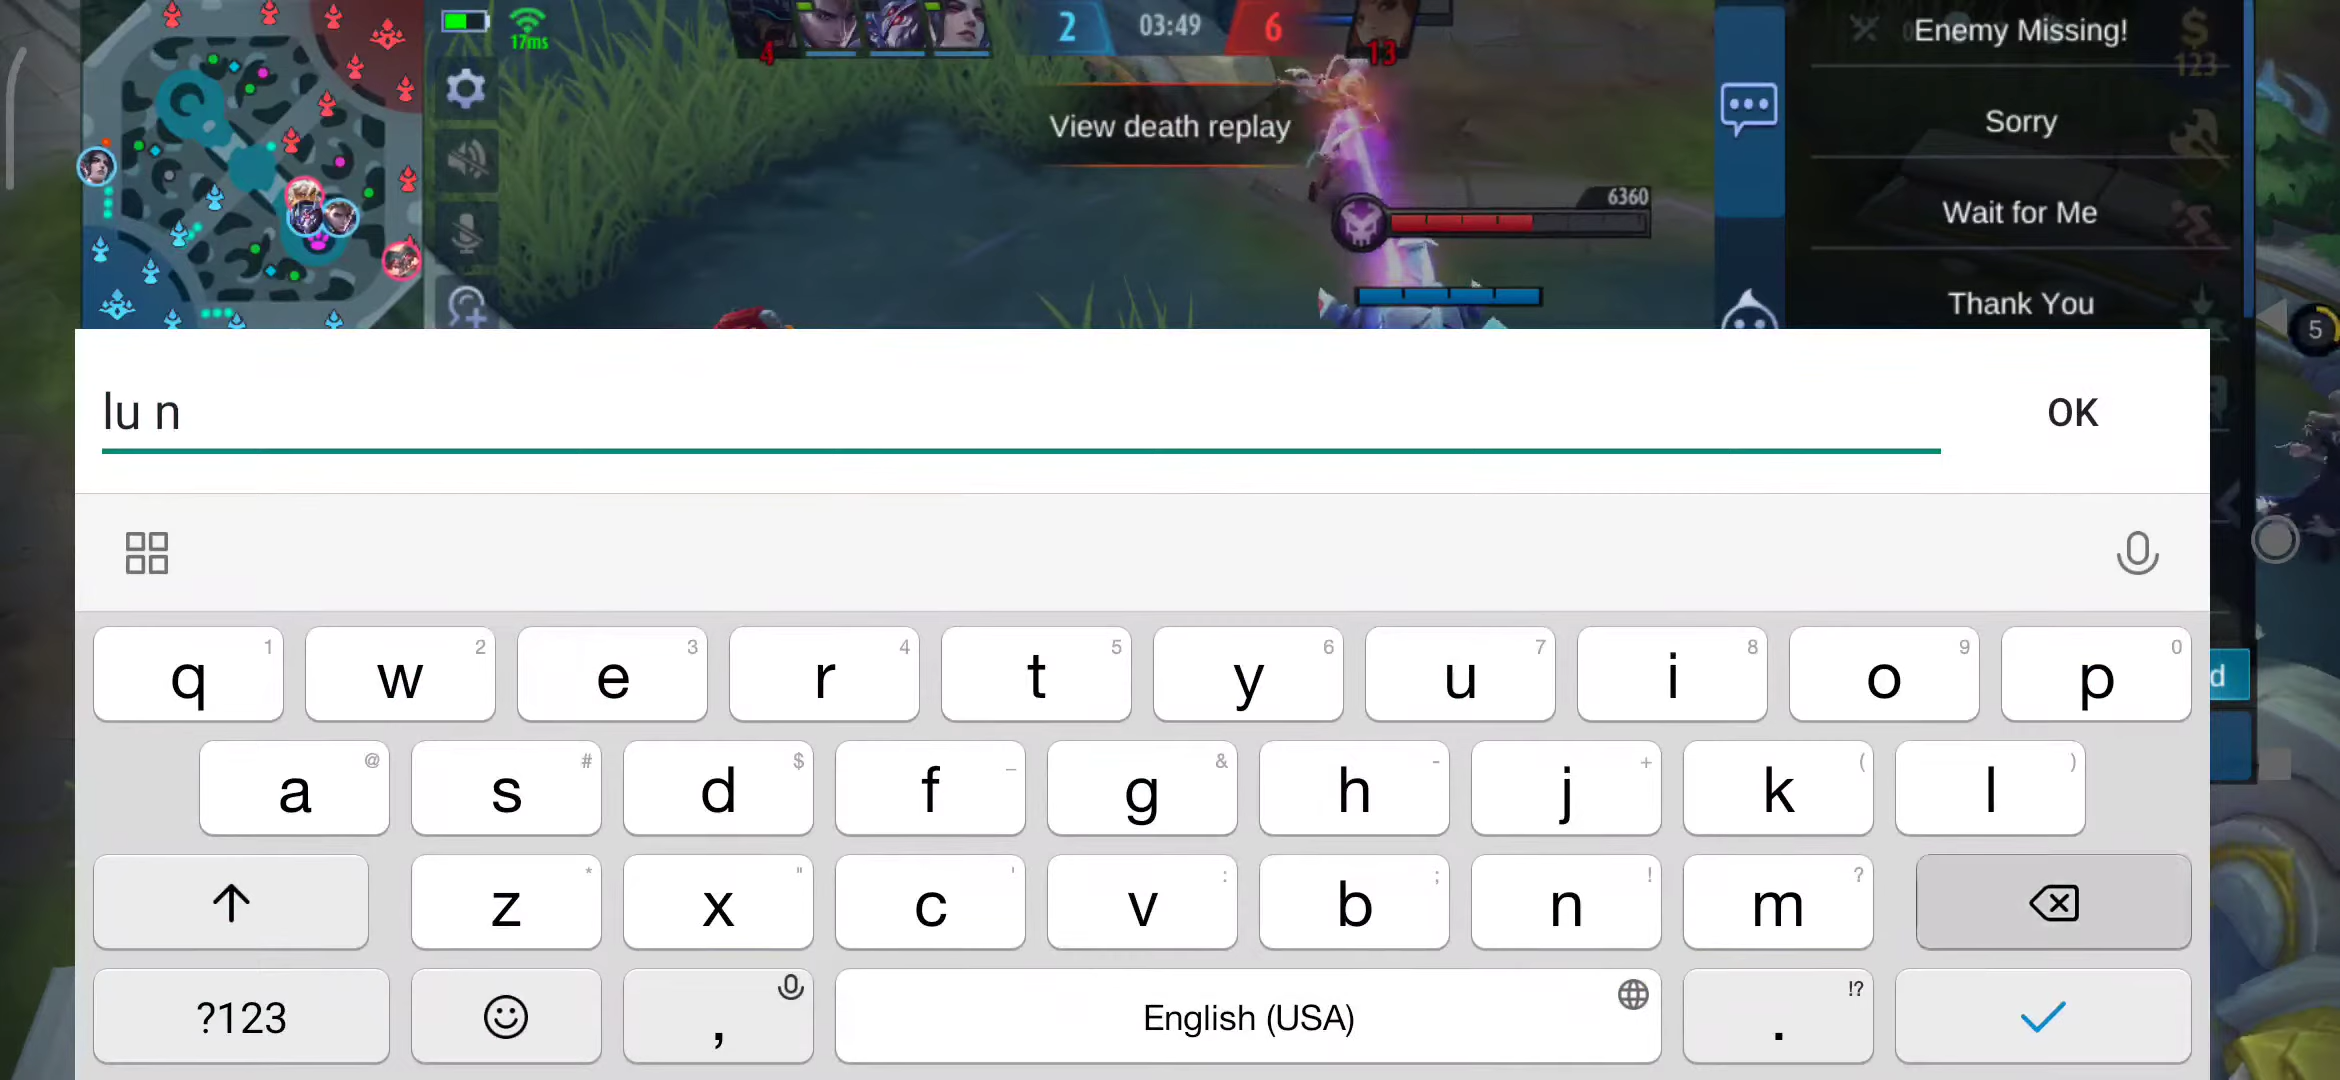 17ms
4
2
03:49
6
13
View death replay
6360
Enemy Missing!
Sorry
Wait for Me
Thank You
$
123
5
lu n
OK
d
q 1 w 2 e 3 r 4 t 5 y 6 u 7 i 8 o 9 p 0
a @ s # d $ f _ g & h - j + k ( l )
z * x " c ' v : b ; n ! m ?
?123 , English (USA) . !?